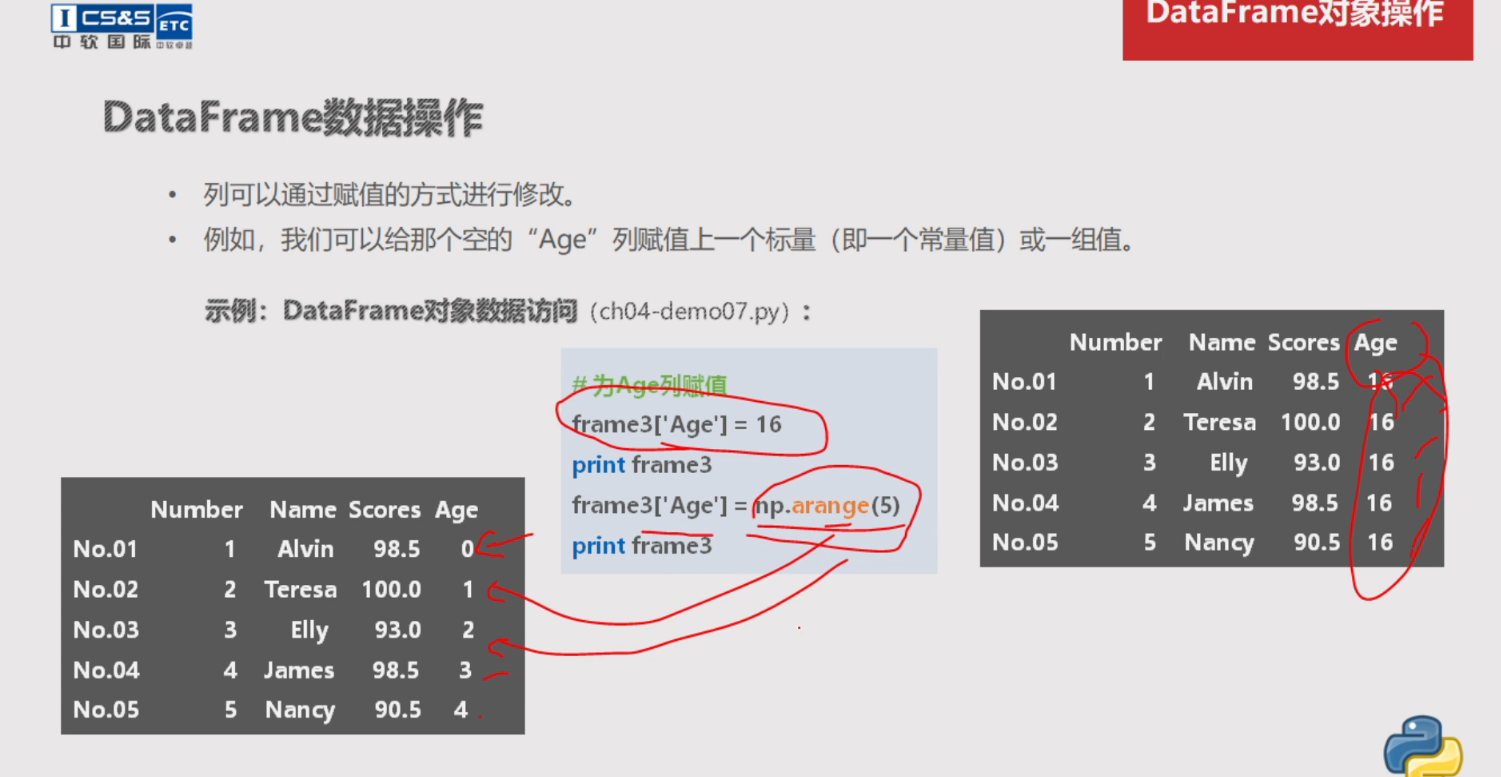 CS&S ETC
中软国际 中软卓越
DataFrame对象操作
DataFrame数据操作
• 列可以通过赋值的方式进行修改。
• 例如，我们可以给那个空的“Age”列赋值上一个标量（即一个常量值）或一组值。
示例：DataFrame对象数据访问（ch04-demo07.py）：
# 为Age列赋值
frame3['Age'] = 16
print frame3
frame3['Age'] = np.arange(5)
print frame3
Number Name Scores Age
No.01 1 Alvin 98.5 16
No.02 2 Teresa 100.0 16
No.03 3 Elly 93.0 16
No.04 4 James 98.5 16
No.05 5 Nancy 90.5 16
Number Name Scores Age
No.01 1 Alvin 98.5 0
No.02 2 Teresa 100.0 1
No.03 3 Elly 93.0 2
No.04 4 James 98.5 3
No.05 5 Nancy 90.5 4